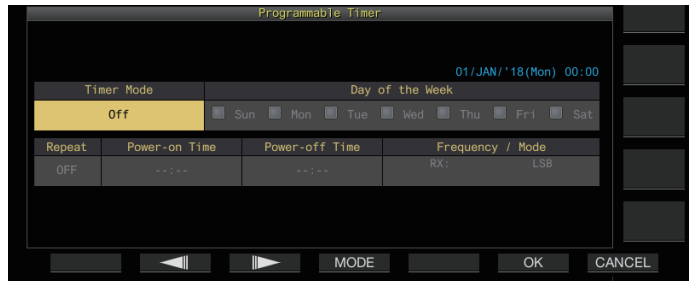 Programmable Timer
01/JAN/'18(Mon) 00:00
Timer Mode Day of the Week
Off Sun Mon Tue Wed Thu Fri Sat
Repeat Power-on Time Power-off Time Frequency / Mode
OFF --:-- --:-- RX: LSB
MODE OK CANCEL